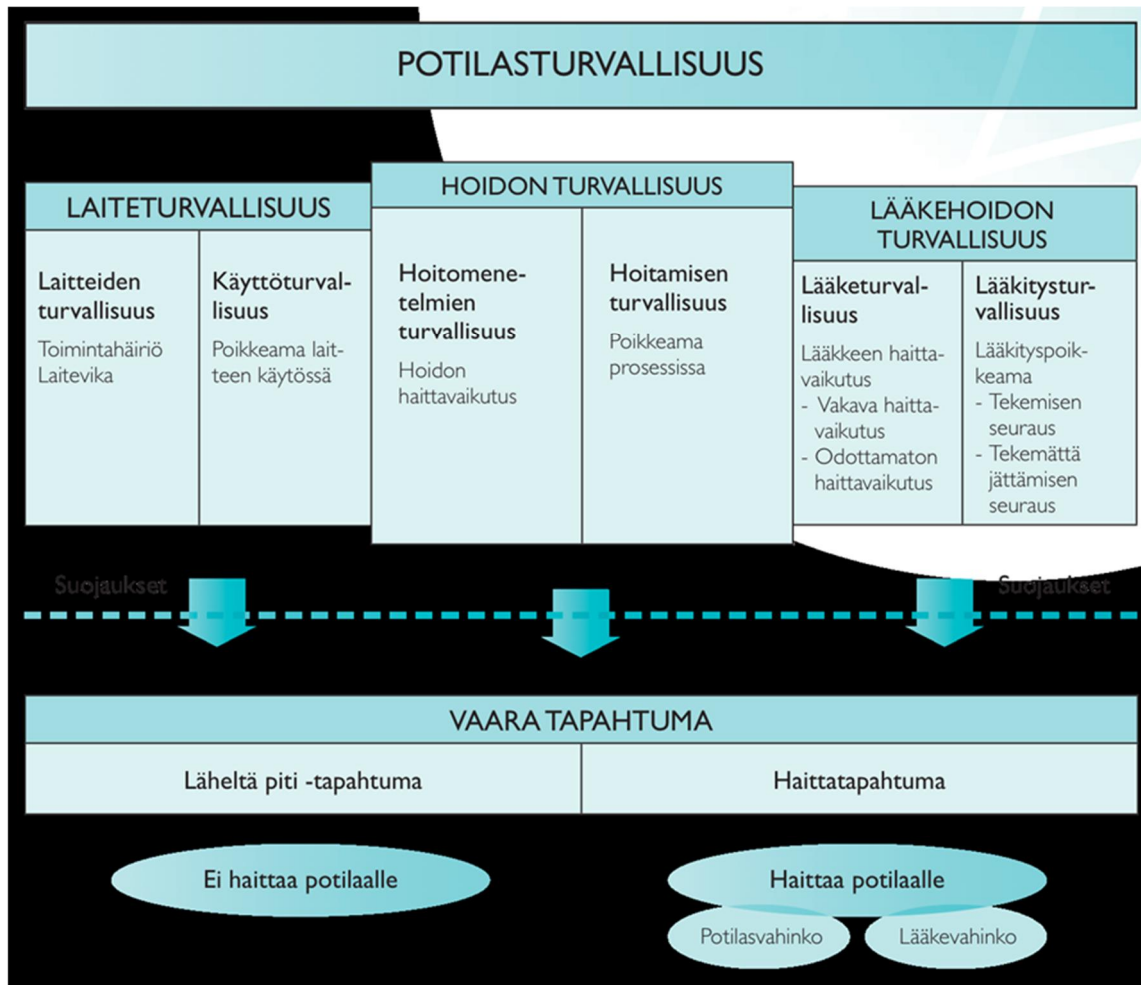 POTILASTURVALLISUUS
LAITETURVALLISUUS
Laitteiden
turvallisuus
Toimintahäiriö
Laitevika
Käyttöturval-
lisuus
Poikkeama lait-
teen käytössä
HOIDON TURVALLISUUS
Hoitomene-
telmien
turvallisuus
Hoidon
haittavaikutus
Hoitamisen
turvallisuus
Poikkeama
prosessissa
LÄÄKEHOIDON
TURVALLISUUS
Lääketurval-
lisuus
Lääkkeen haitta-
vaikutus
- Vakava haitta-
vaikutus
- Odottamaton
haittavaikutus
Lääkitystur-
vallisuus
Lääkityspoik-
keama
- Tekemisen
seuraus
- Tekemättä
jättämisen
seuraus
Suojaukset
Suojaukset
VAARA TAPAHTUMA
Läheltä piti -tapahtuma
Haittatapahtuma
Ei haittaa potilaalle
Haittaa potilaalle
Potilasvahinko
Lääkevahinko